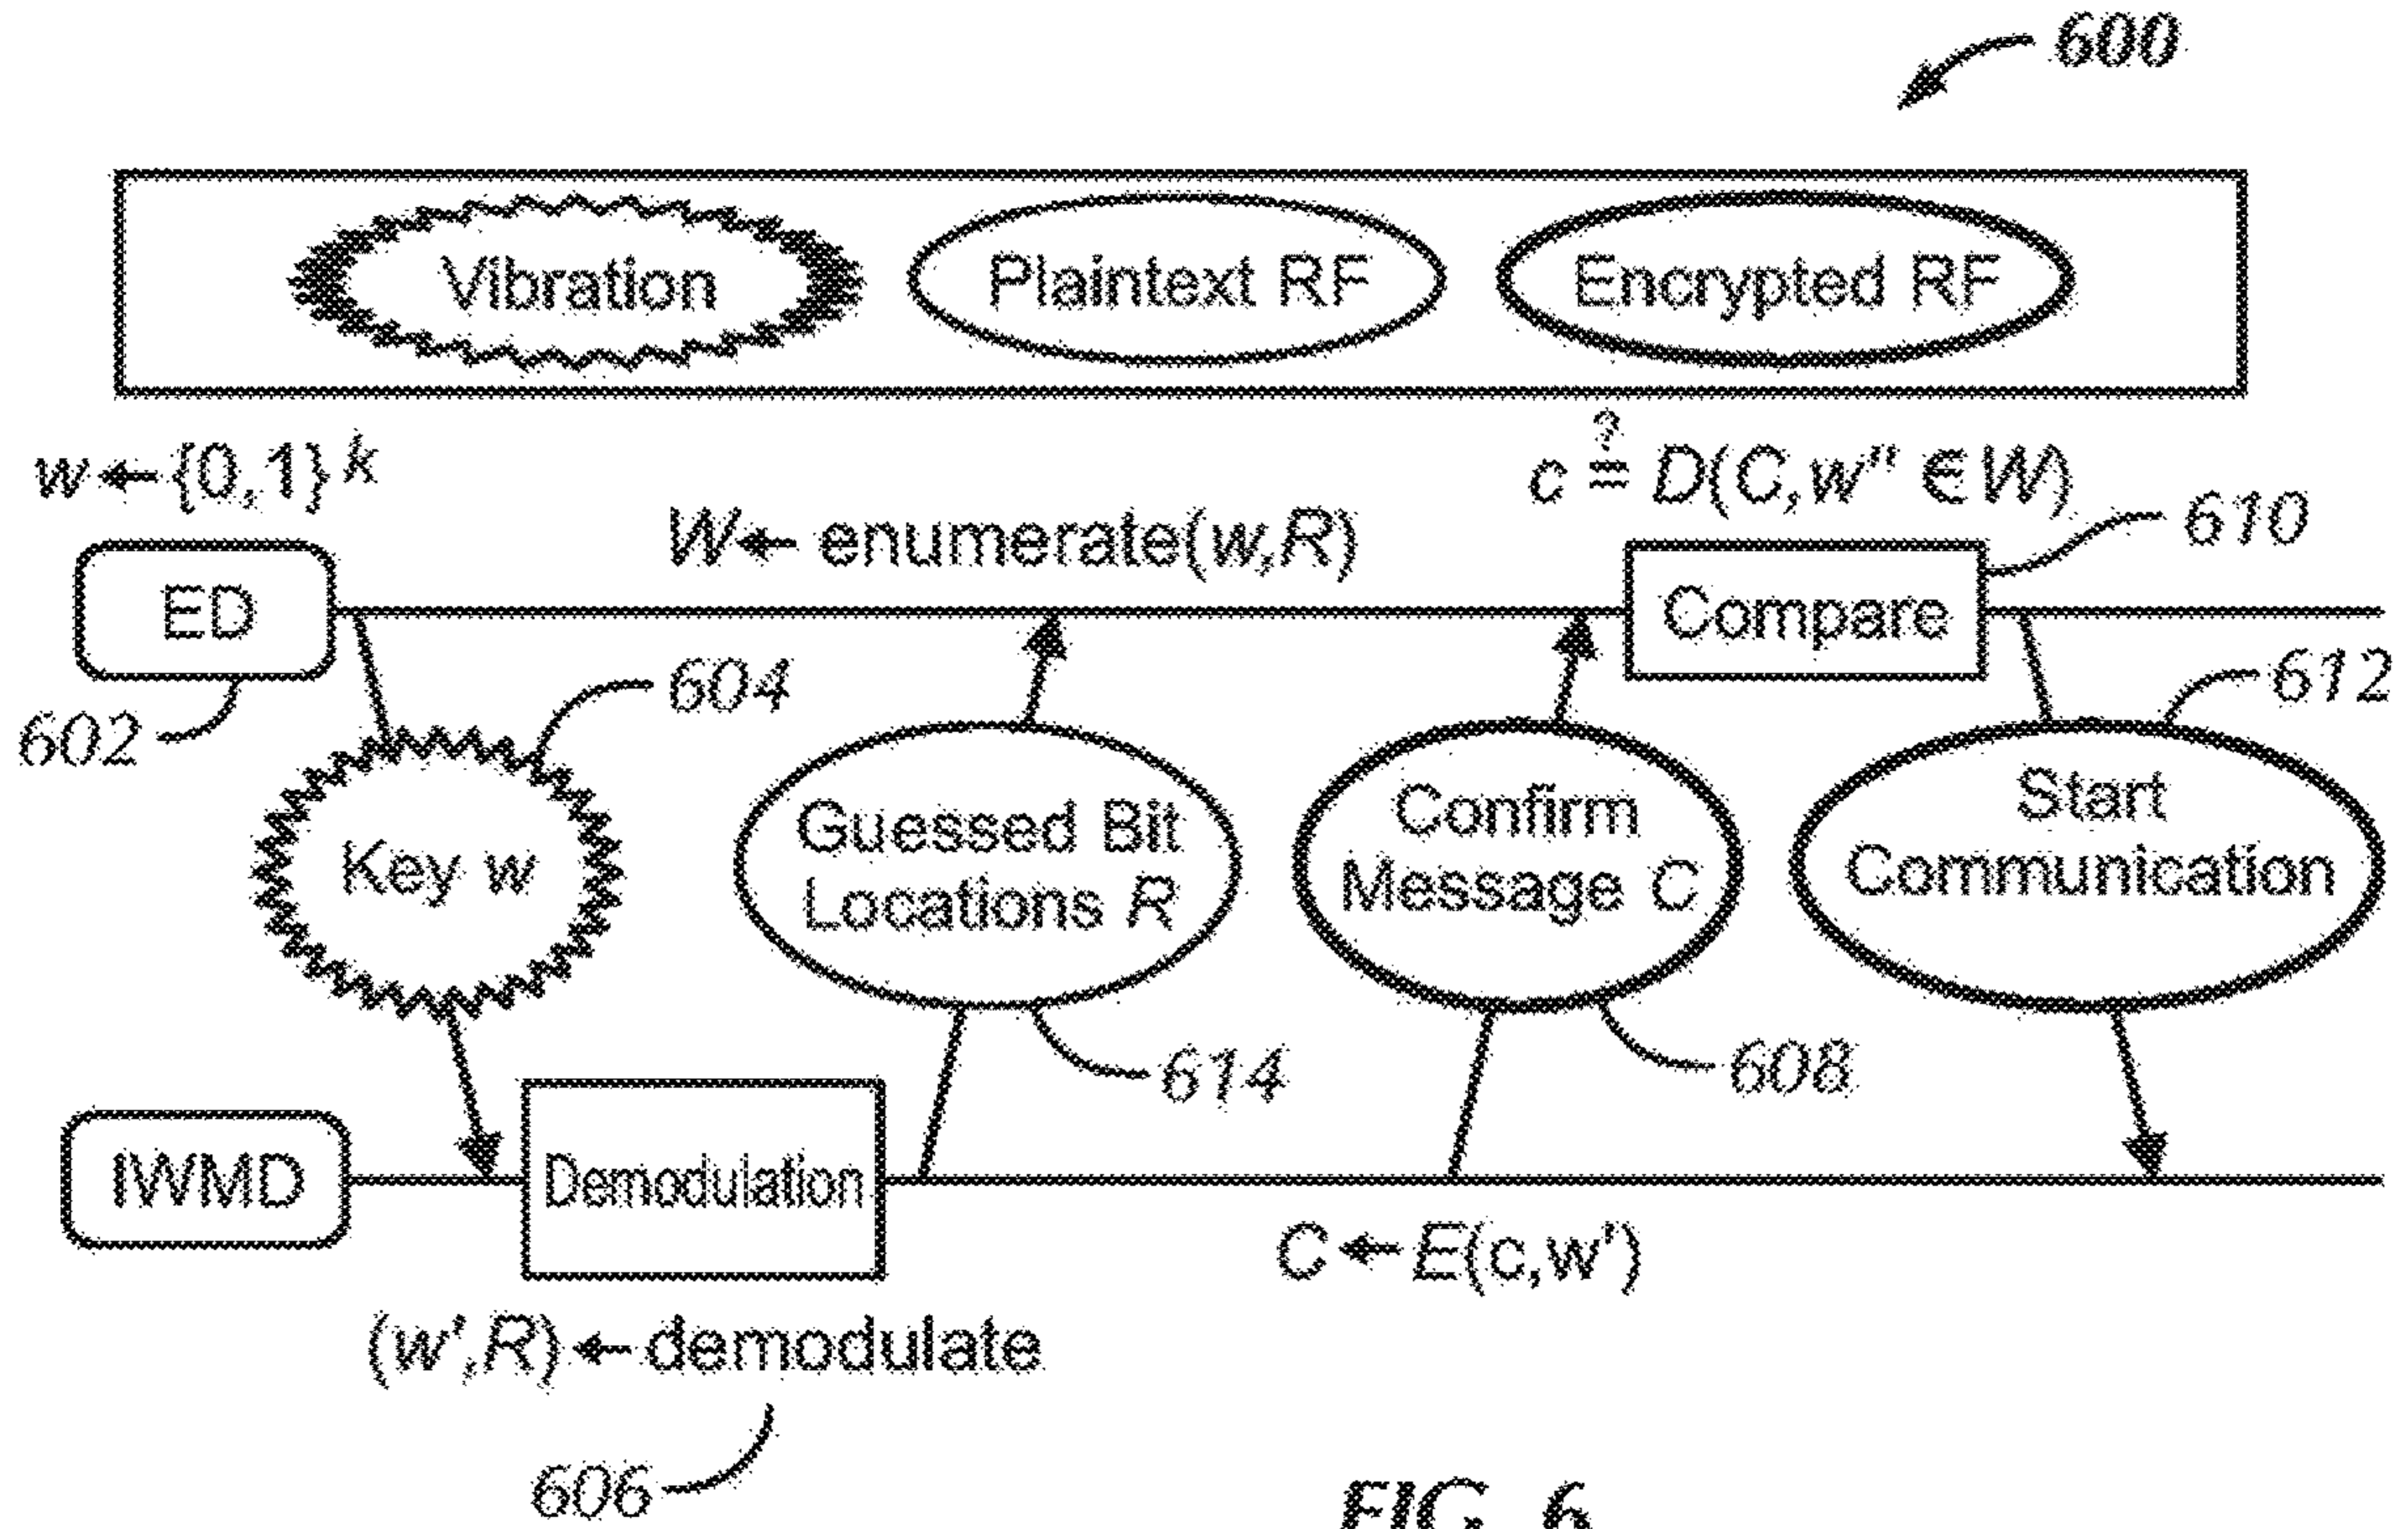 600
Vibration
Plaintext RF
Encrypted RF
w←{0,1}^k
c ≟ D(C,w''∈W)
W←enumerate(w,R)
610
ED
Compare
602
604
612
Key w
Guessed Bit
Locations R
Confirm
Message C
Start
Communication
614
608
IWMD
Demodulation
C←E(c,w')
(w',R)←demodulate
606
FIG. 6